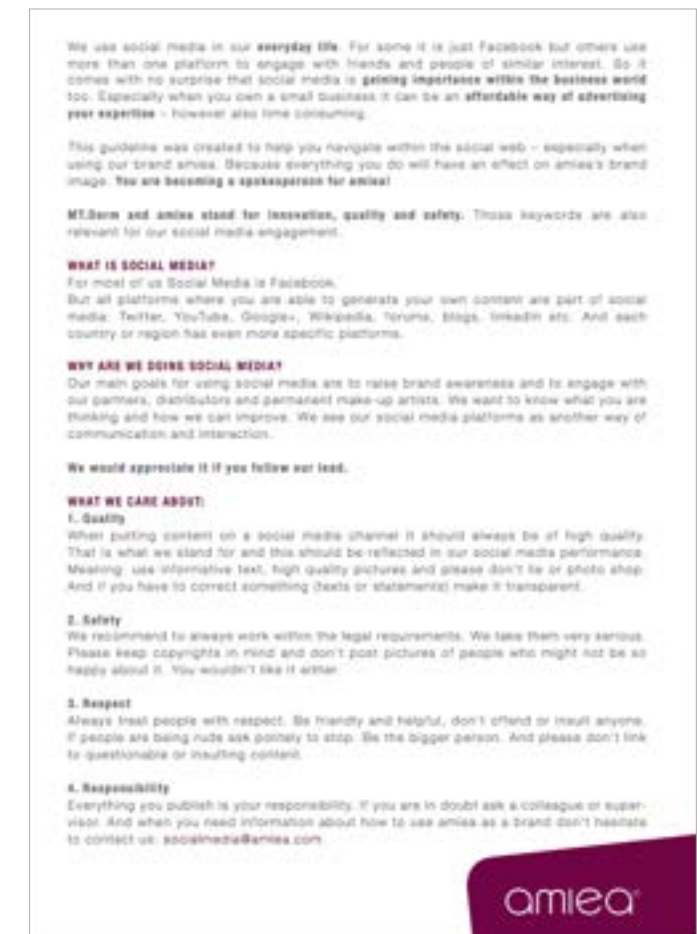 We use social media in our everyday life. For some it is just Facebook but others use
more than one platform to engage with friends and people of similar interest. So it
comes with no surprise that social media is gaining importance within the business world
too. Especially when you own a small business it can be an affordable way of advertising
your expertise – however also time consuming.
This guideline was created to help you navigate within the social web – especially when
using our brand amiea. Because everything you do will have an effect on amiea's brand
image. You are becoming a spokesperson for amiea!
MT.Derm and amiea stand for innovation, quality and safety. Those keywords are also
relevant for our social media engagement.
WHAT IS SOCIAL MEDIA?
For most of us Social Media is Facebook.
But all platforms where you are able to generate your own content are part of social
media: Twitter, YouTube, Google+, Wikipedia, forums, blogs, linkedIn etc. And each
country or region has even more specific platforms.
WHY ARE WE DOING SOCIAL MEDIA?
Our main goals for using social media are to raise brand awareness and to engage with
our partners, distributors and permanent make-up artists. We want to know what you are
thinking and how we can improve. We see our social media platforms as another way of
communication and interaction.
We would appreciate it if you follow our lead.
WHAT WE CARE ABOUT:
1. Quality
When putting content on a social media channel it should always be of high quality.
That is what we stand for and this should be reflected in our social media performance.
Meaning: use informative text, high quality pictures and please don't lie or photo shop.
And if you have to correct something (texts or statements) make it transparent.
2. Safety
We recommend to always work within the legal requirements. We take them very serious.
Please keep copyrights in mind and don't post pictures of people who might not be so
happy about it. You wouldn't like it either.
3. Respect
Always treat people with respect. Be friendly and helpful, don't offend or insult anyone.
If people are being rude ask politely to stop. Be the bigger person. And please don't link
to questionable or insulting content.
4. Responsibility
Everything you publish is your responsibility. If you are in doubt ask a colleague or super-
visor. And when you need information about how to use amiea as a brand don't hesitate
to contact us: socialmedia@amiea.com
amiea®